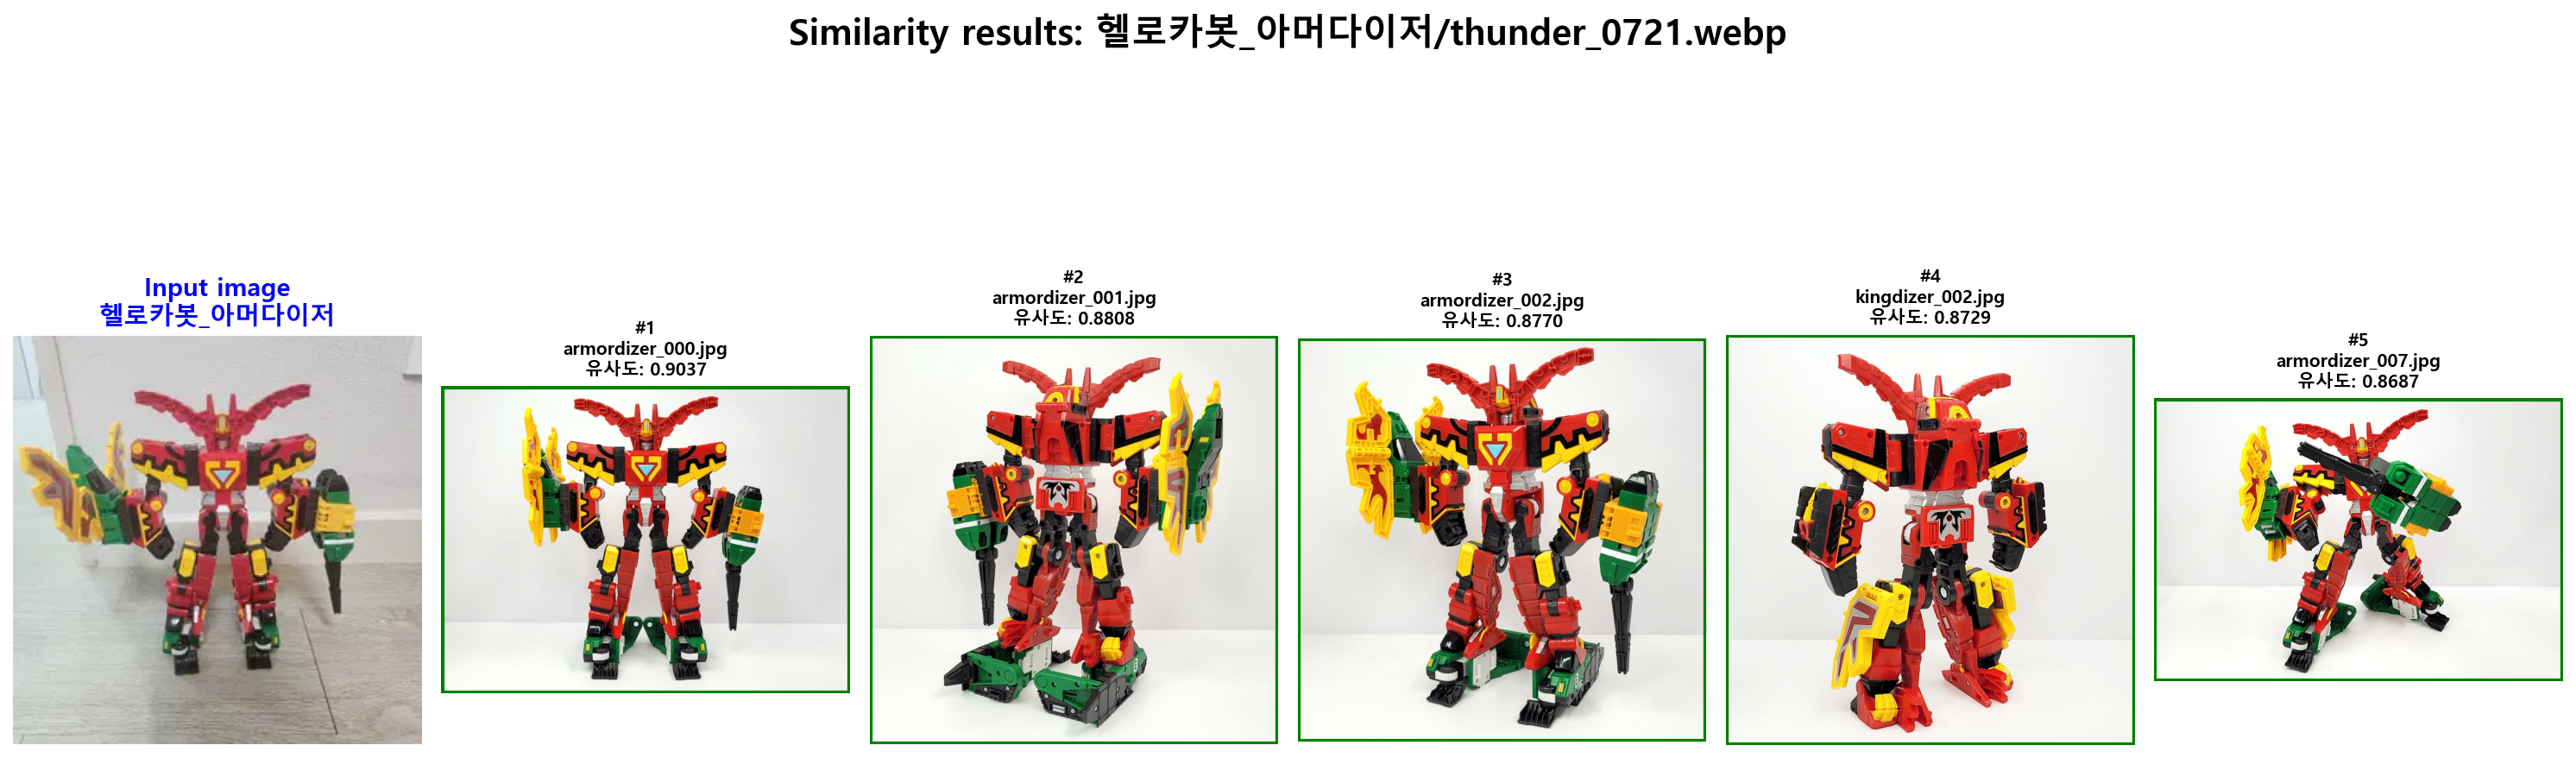 Similarity results: 헬로카봇_아머다이저/thunder_0721.webp
Input image
헬로카봇_아머다이저
#1
armordizer_000.jpg
유사도: 0.9037
#2
armordizer_001.jpg
유사도: 0.8808
#3
armordizer_002.jpg
유사도: 0.8770
#4
kingdizer_002.jpg
유사도: 0.8729
#5
armordizer_007.jpg
유사도: 0.8687